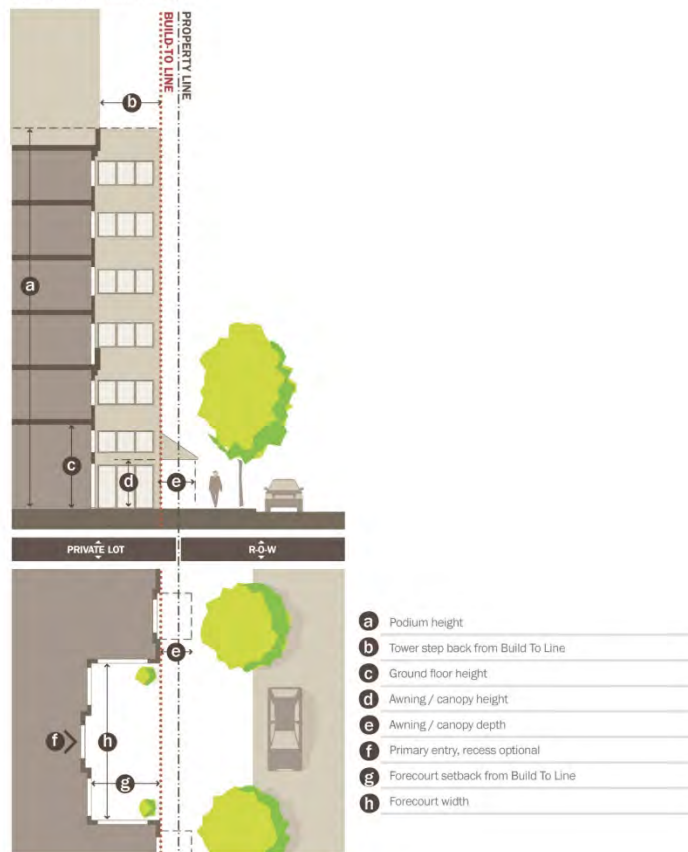 BUILD-TO LINE
PROPERTY LINE
b
a
c
d
e
PRIVATE LOT
R-O-W
e
f
h
g
a Podium height
b Tower step back from Build To Line
c Ground floor height
d Awning / canopy height
e Awning / canopy depth
f Primary entry, recess optional
g Forecourt setback from Build To Line
h Forecourt width